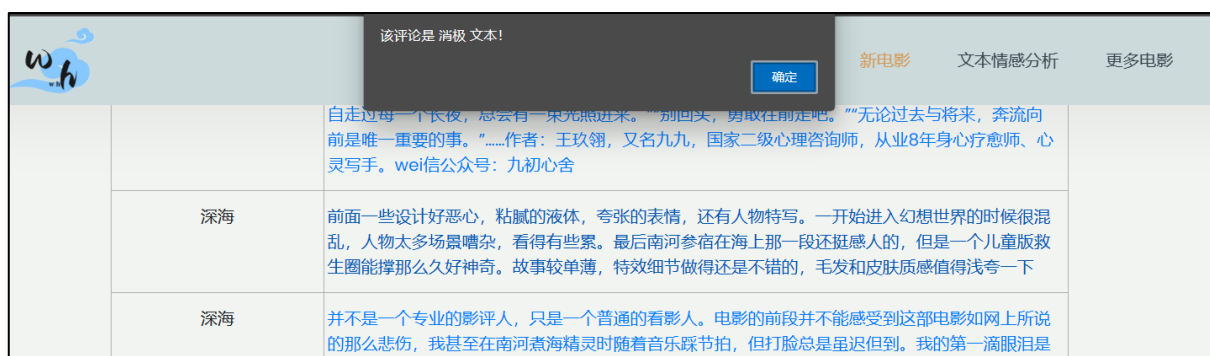 该评论是 消极 文本!
确定
wh
新电影
文本情感分析
更多电影
自走过每一个长夜，总会有一束光照进来。”“别回头，勇敢往前走吧。”“无论过去与将来，奔流向
前是唯一重要的事。”……作者：王玖翎，又名九九，国家二级心理咨询师，从业8年身心疗愈师、心
灵写手。wei信公众号：九初心舍
深海
前面一些设计好恶心，粘腻的液体，夸张的表情，还有人物特写。一开始进入幻想世界的时候很混
乱，人物太多场景嘈杂，看得有些累。最后南河参宿在海上那一段还挺感人的，但是一个儿童版救
生圈能撑那么久好神奇。故事较单薄，特效细节做得还是不错的，毛发和皮肤质感值得浅夸一下
深海
并不是一个专业的影评人，只是一个普通的看影人。电影的前段并不能感受到这部电影如网上所说
的那么悲伤，我甚至在南河煮海精灵时随着音乐踩节拍，但打脸总是虽迟但到。我的第一滴眼泪是